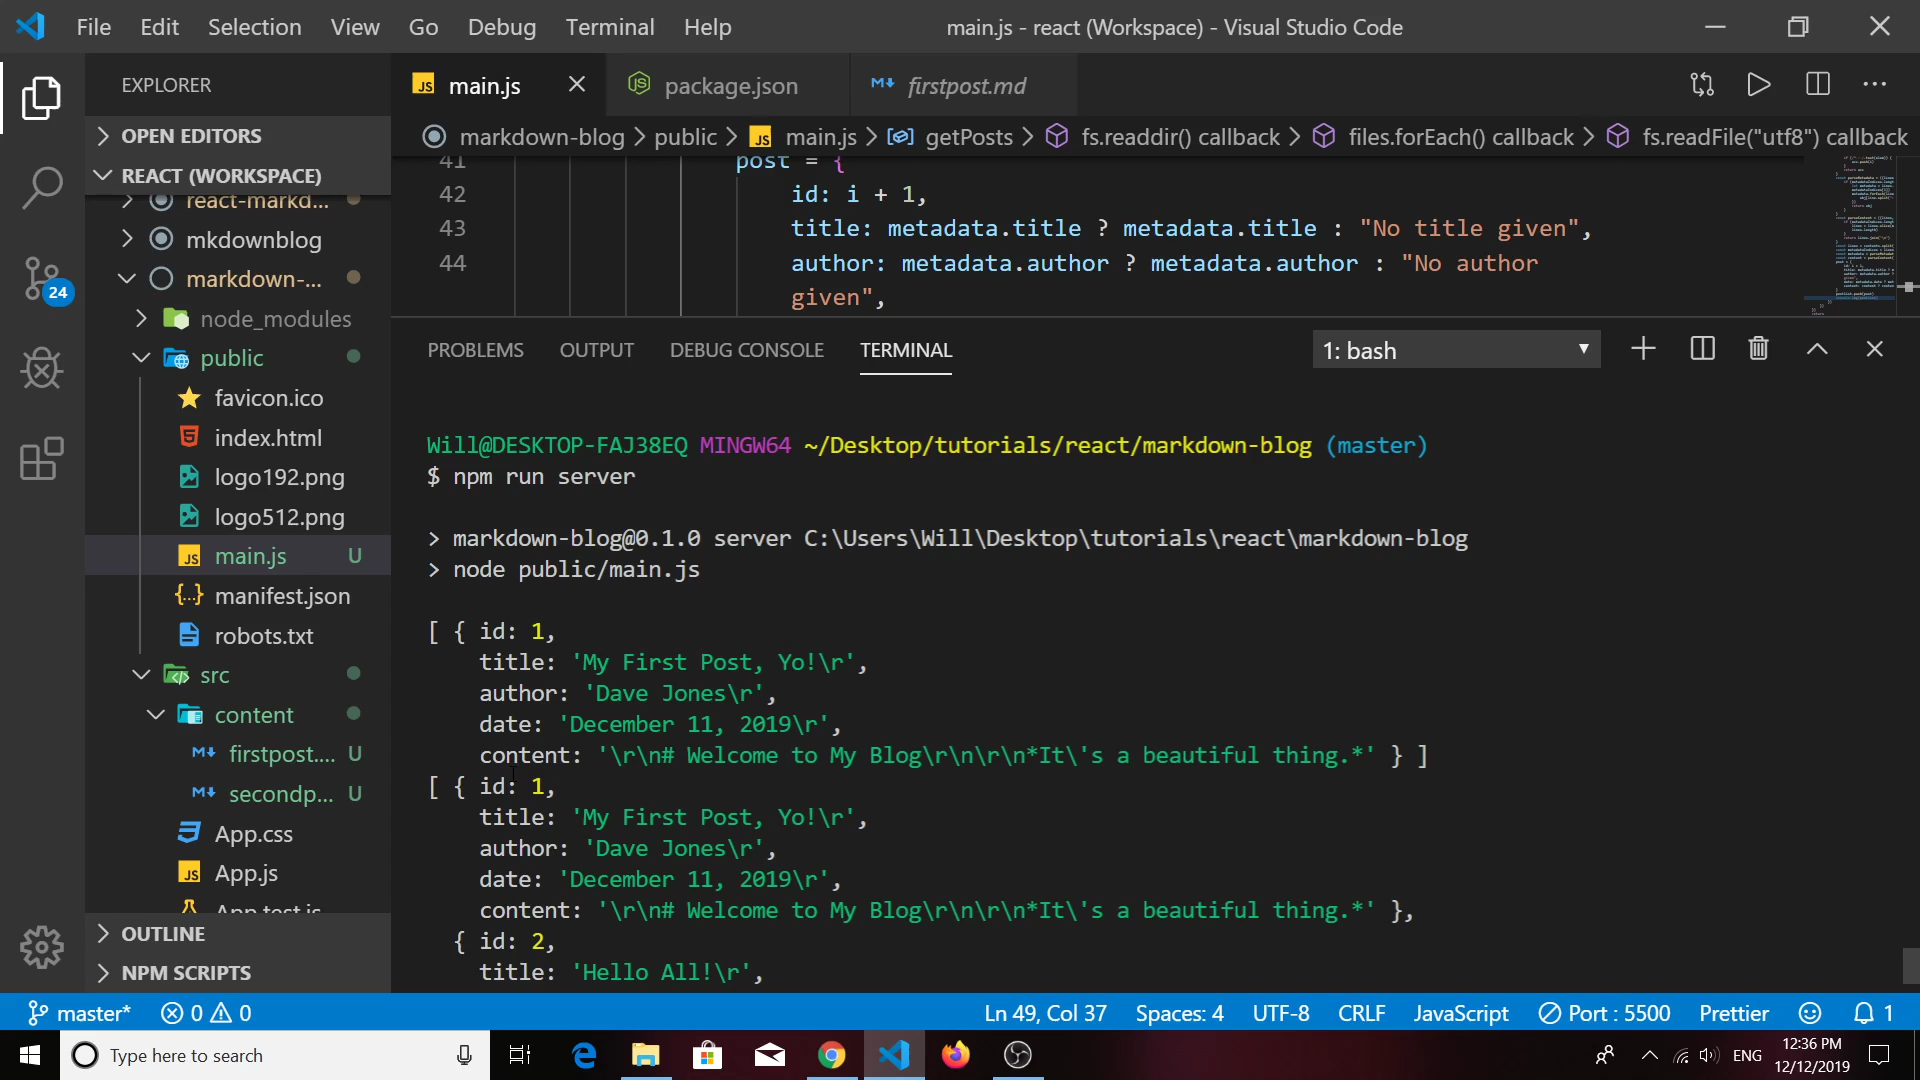 File Edit Selection View Go Debug Terminal Help main.js - react (Workspace) - Visual Studio Code
EXPLORER
main.js
package.json
firstpost.md
OPEN EDITORS
markdown-blog > public > main.js > getPosts > fs.readdir() callback > files.forEach() callback > fs.readFile("utf8") callback
REACT (WORKSPACE)
react-markd...
mkdownblog
markdown-...
node_modules
public
favicon.ico
index.html
logo192.png
logo512.png
main.js U
manifest.json
robots.txt
src
content
firstpost.... U
secondp... U
App.css
App.js
App.test.js
OUTLINE
NPM SCRIPTS
24
41 post = {
42 id: i + 1,
43 title: metadata.title ? metadata.title : "No title given",
44 author: metadata.author ? metadata.author : "No author
given",
PROBLEMS OUTPUT DEBUG CONSOLE TERMINAL 1: bash
Will@DESKTOP-FAJ38EQ MINGW64 ~/Desktop/tutorials/react/markdown-blog (master)
$ npm run server
> markdown-blog@0.1.0 server C:\Users\Will\Desktop\tutorials\react\markdown-blog
> node public/main.js
[ { id: 1,
title: 'My First Post, Yo!\r',
author: 'Dave Jones\r',
date: 'December 11, 2019\r',
content: '\r\n# Welcome to My Blog\r\n\r\n*It\'s a beautiful thing.*' } ]
[ { id: 1,
title: 'My First Post, Yo!\r',
author: 'Dave Jones\r',
date: 'December 11, 2019\r',
content: '\r\n# Welcome to My Blog\r\n\r\n*It\'s a beautiful thing.*' },
{ id: 2,
title: 'Hello All!\r',
master* 0 0 Ln 49, Col 37 Spaces: 4 UTF-8 CRLF JavaScript Port : 5500 Prettier 1
Type here to search
ENG
12:36 PM
12/12/2019